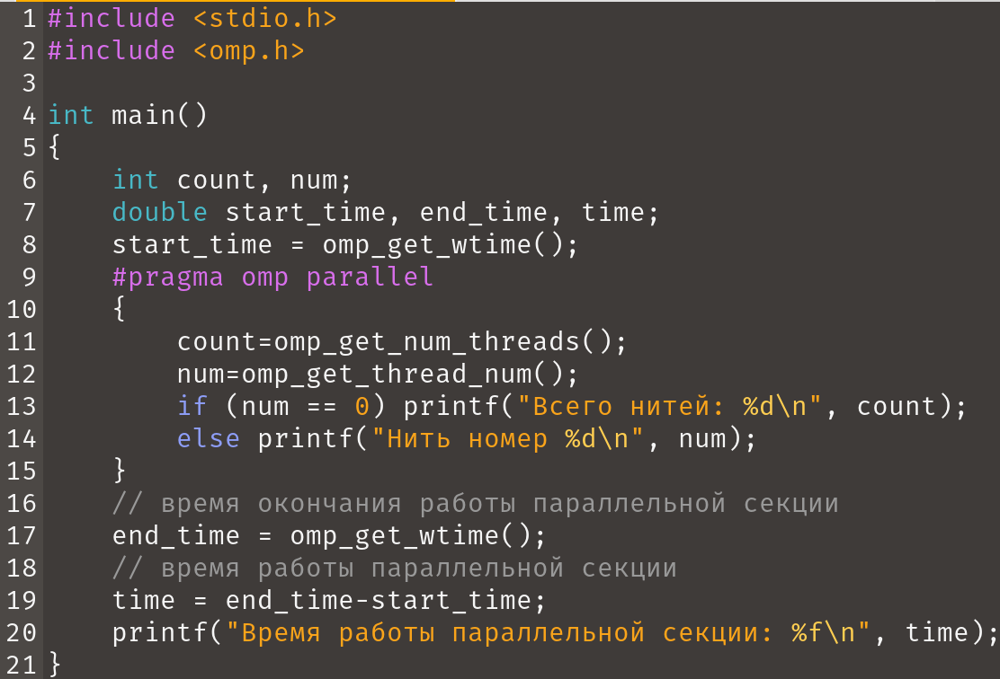 1 #include <stdio.h>
2 #include <omp.h>
3
4 int main()
5 {
6     int count, num;
7     double start_time, end_time, time;
8     start_time = omp_get_wtime();
9     #pragma omp parallel
10     {
11         count=omp_get_num_threads();
12         num=omp_get_thread_num();
13         if (num == 0) printf("Всего нитей: %d\n", count);
14         else printf("Нить номер %d\n", num);
15     }
16     // время окончания работы параллельной секции
17     end_time = omp_get_wtime();
18     // время работы параллельной секции
19     time = end_time-start_time;
20     printf("Время работы параллельной секции: %f\n", time);
21 }